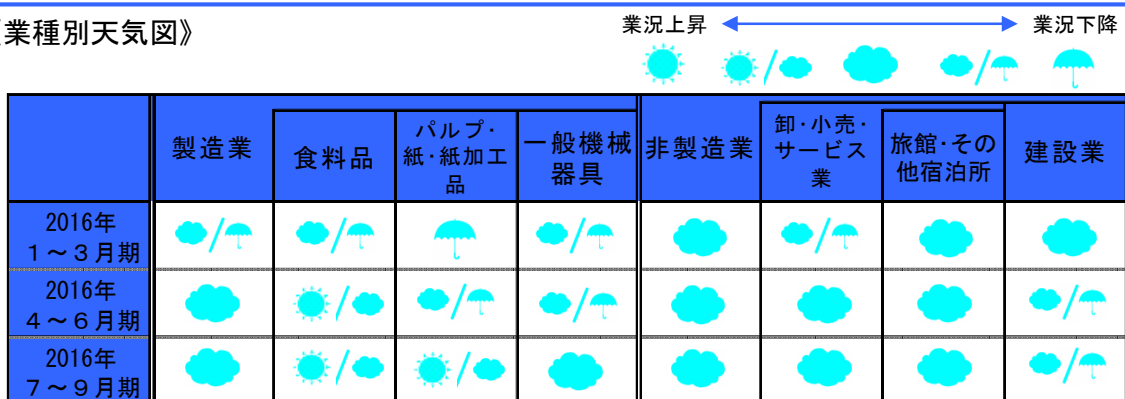 業種別天気図》
業況上昇 業況下降
製造業 食料品 パルプ・紙・紙加工品 一般機械器具 非製造業 卸・小売・サービス業 旅館・その他宿泊所 建設業
2016年
1～3月期
2016年
4～6月期
2016年
7～9月期